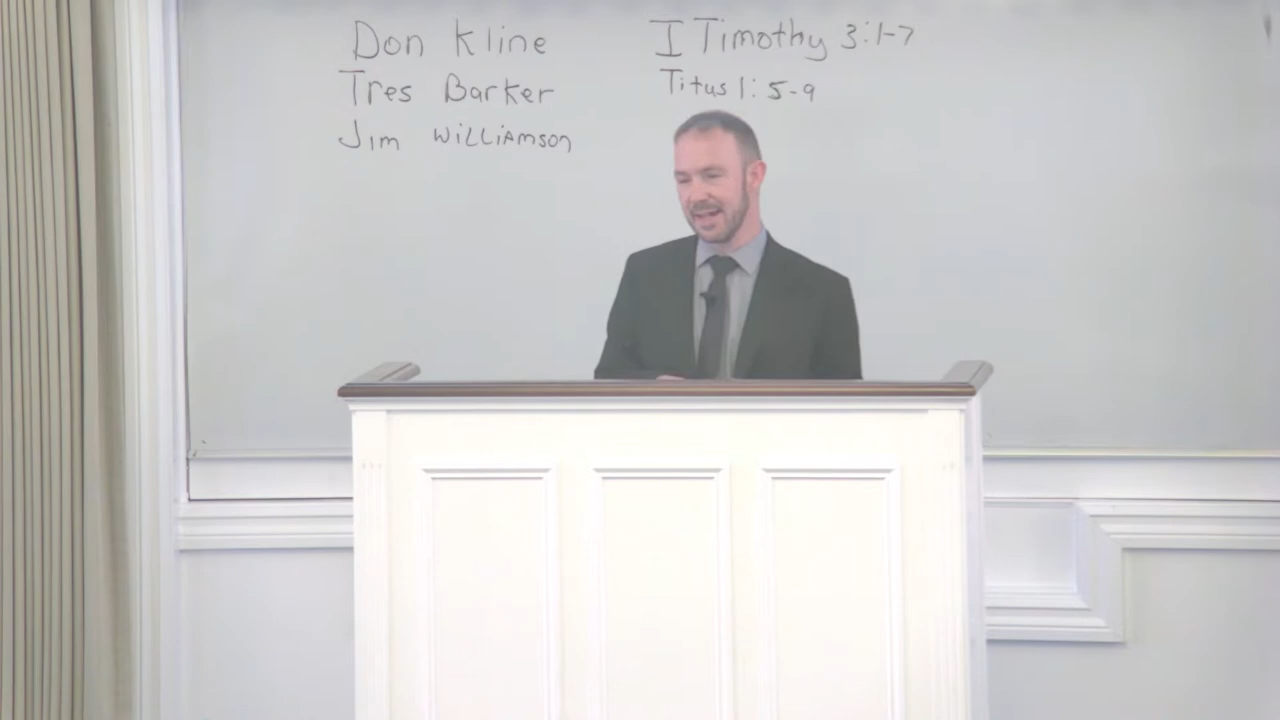 Don Kline
Tres Barker
Jim Williamson
I Timothy 3:1-7
Titus 1:5-9